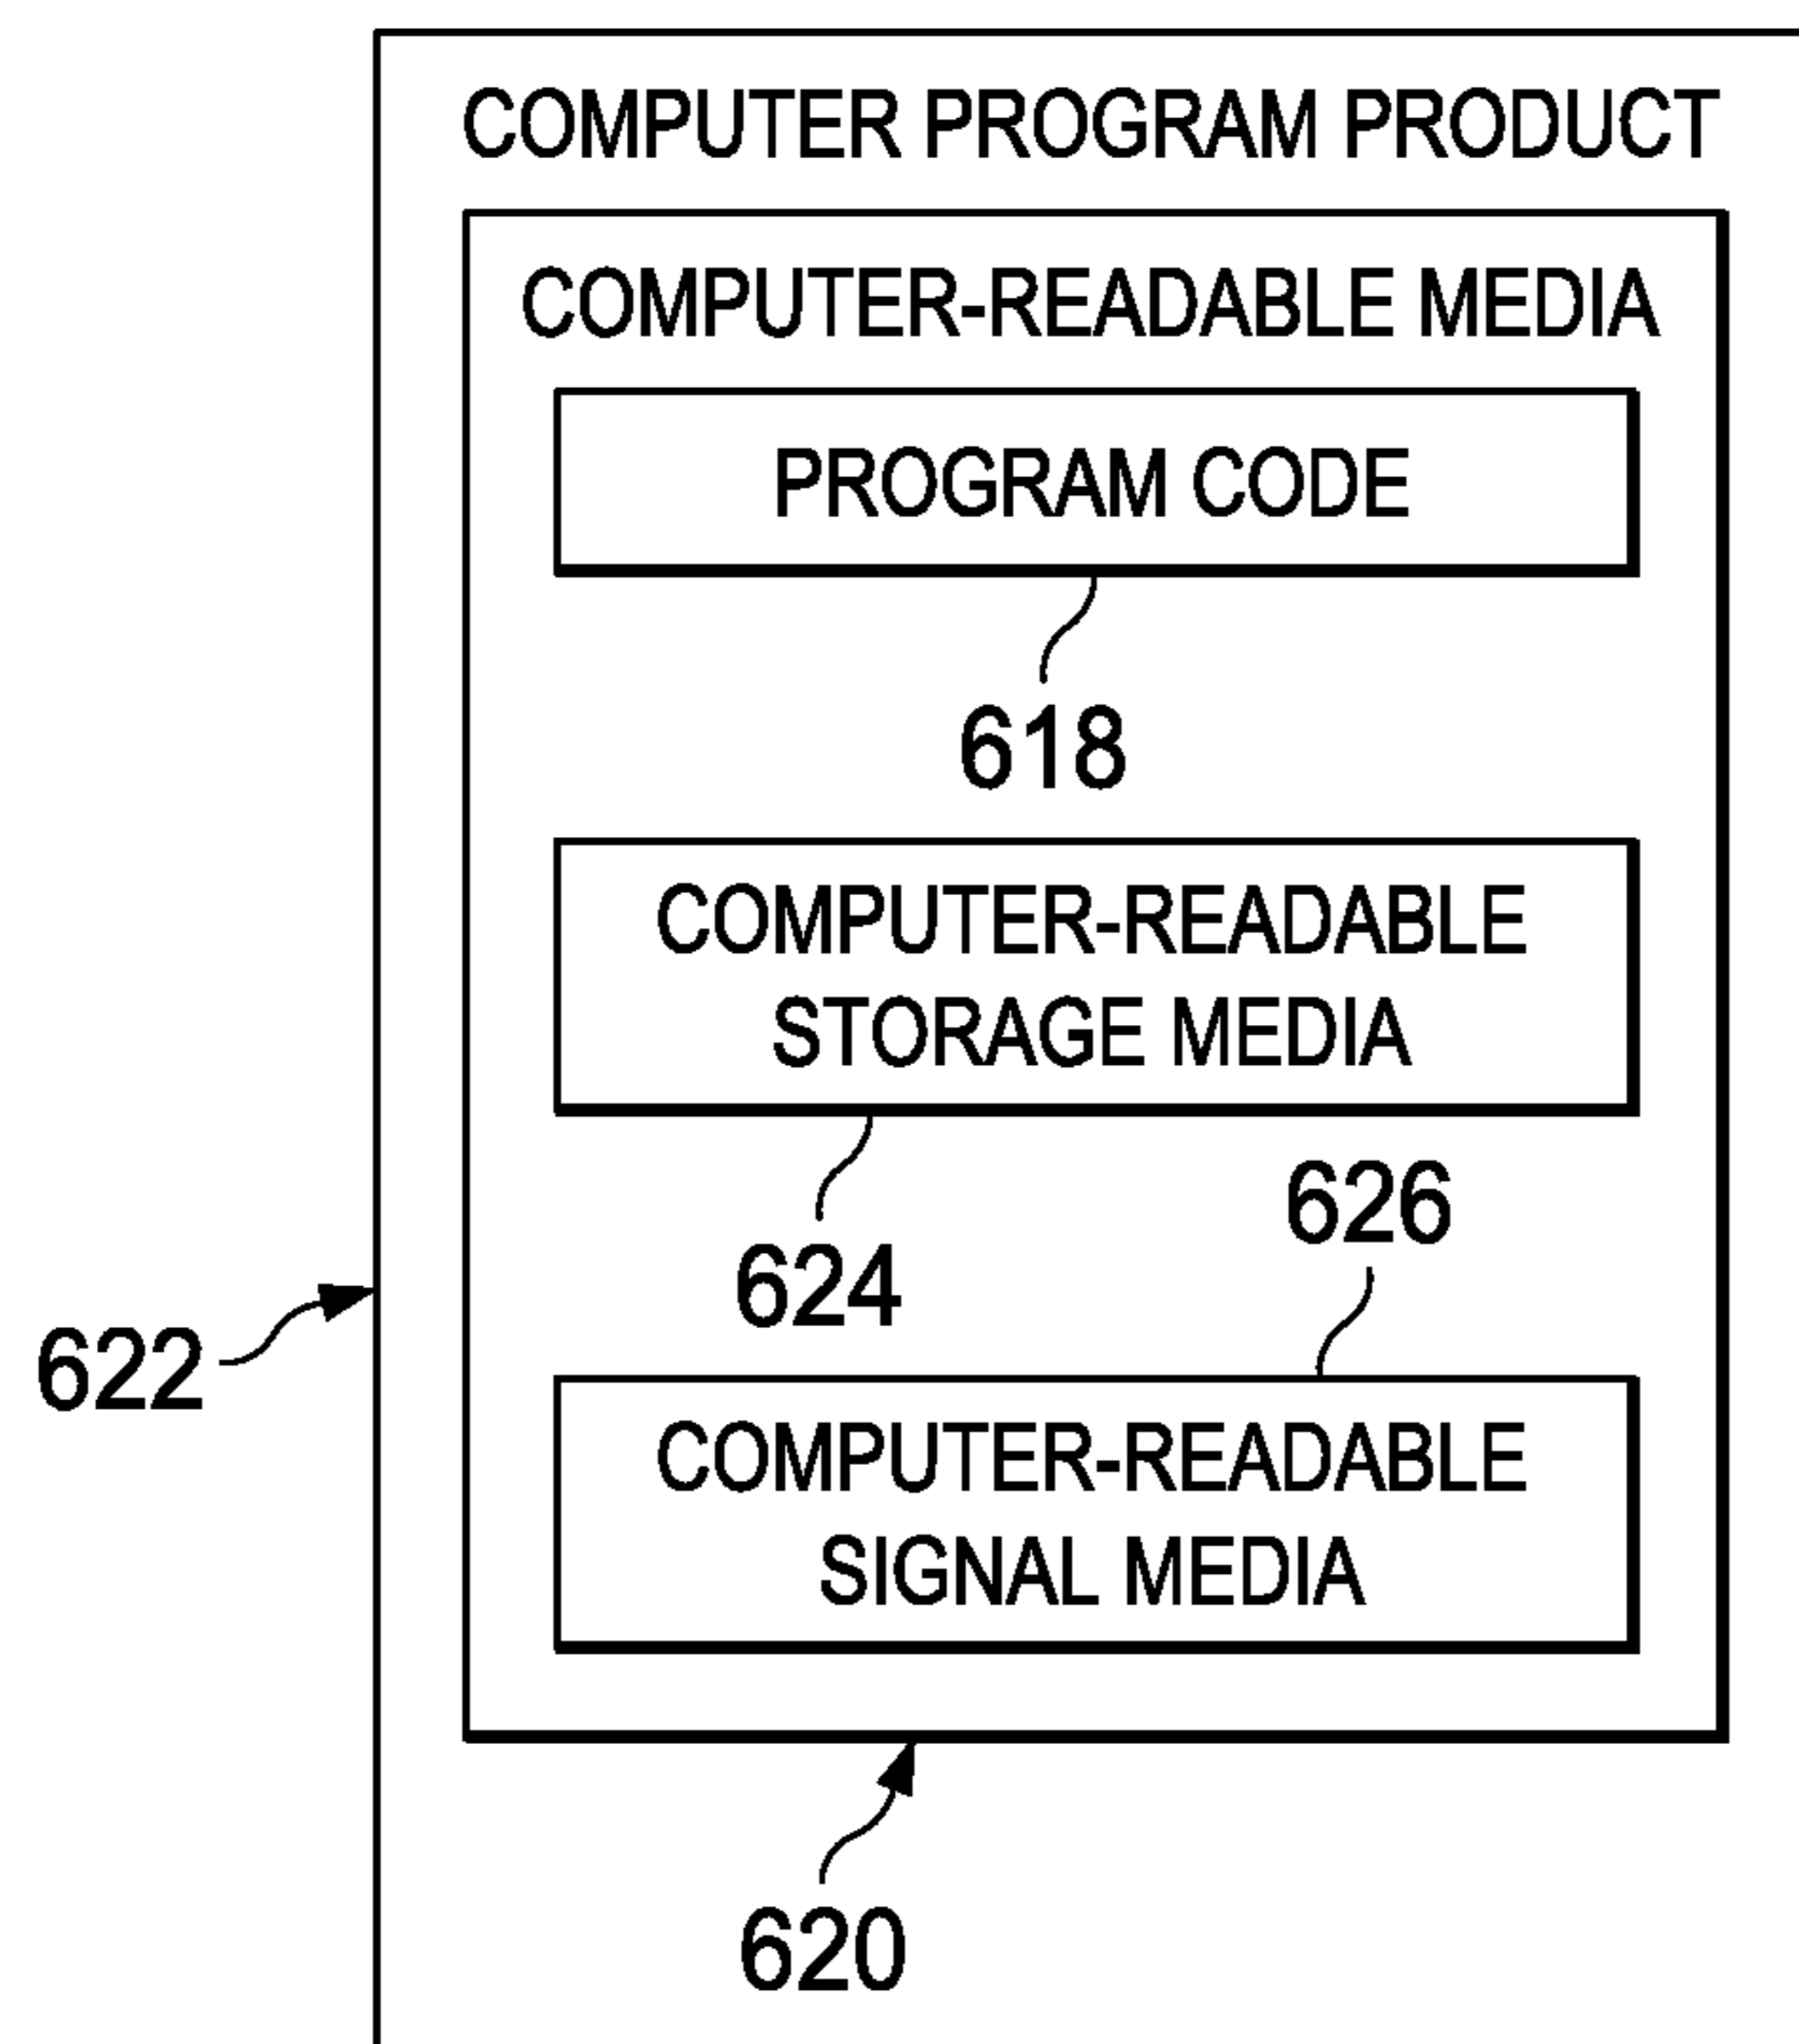 COMPUTER PROGRAM PRODUCT
COMPUTER-READABLE MEDIA
PROGRAM CODE
618
COMPUTER-READABLE
STORAGE MEDIA
624
626
622
COMPUTER-READABLE
SIGNAL MEDIA
620